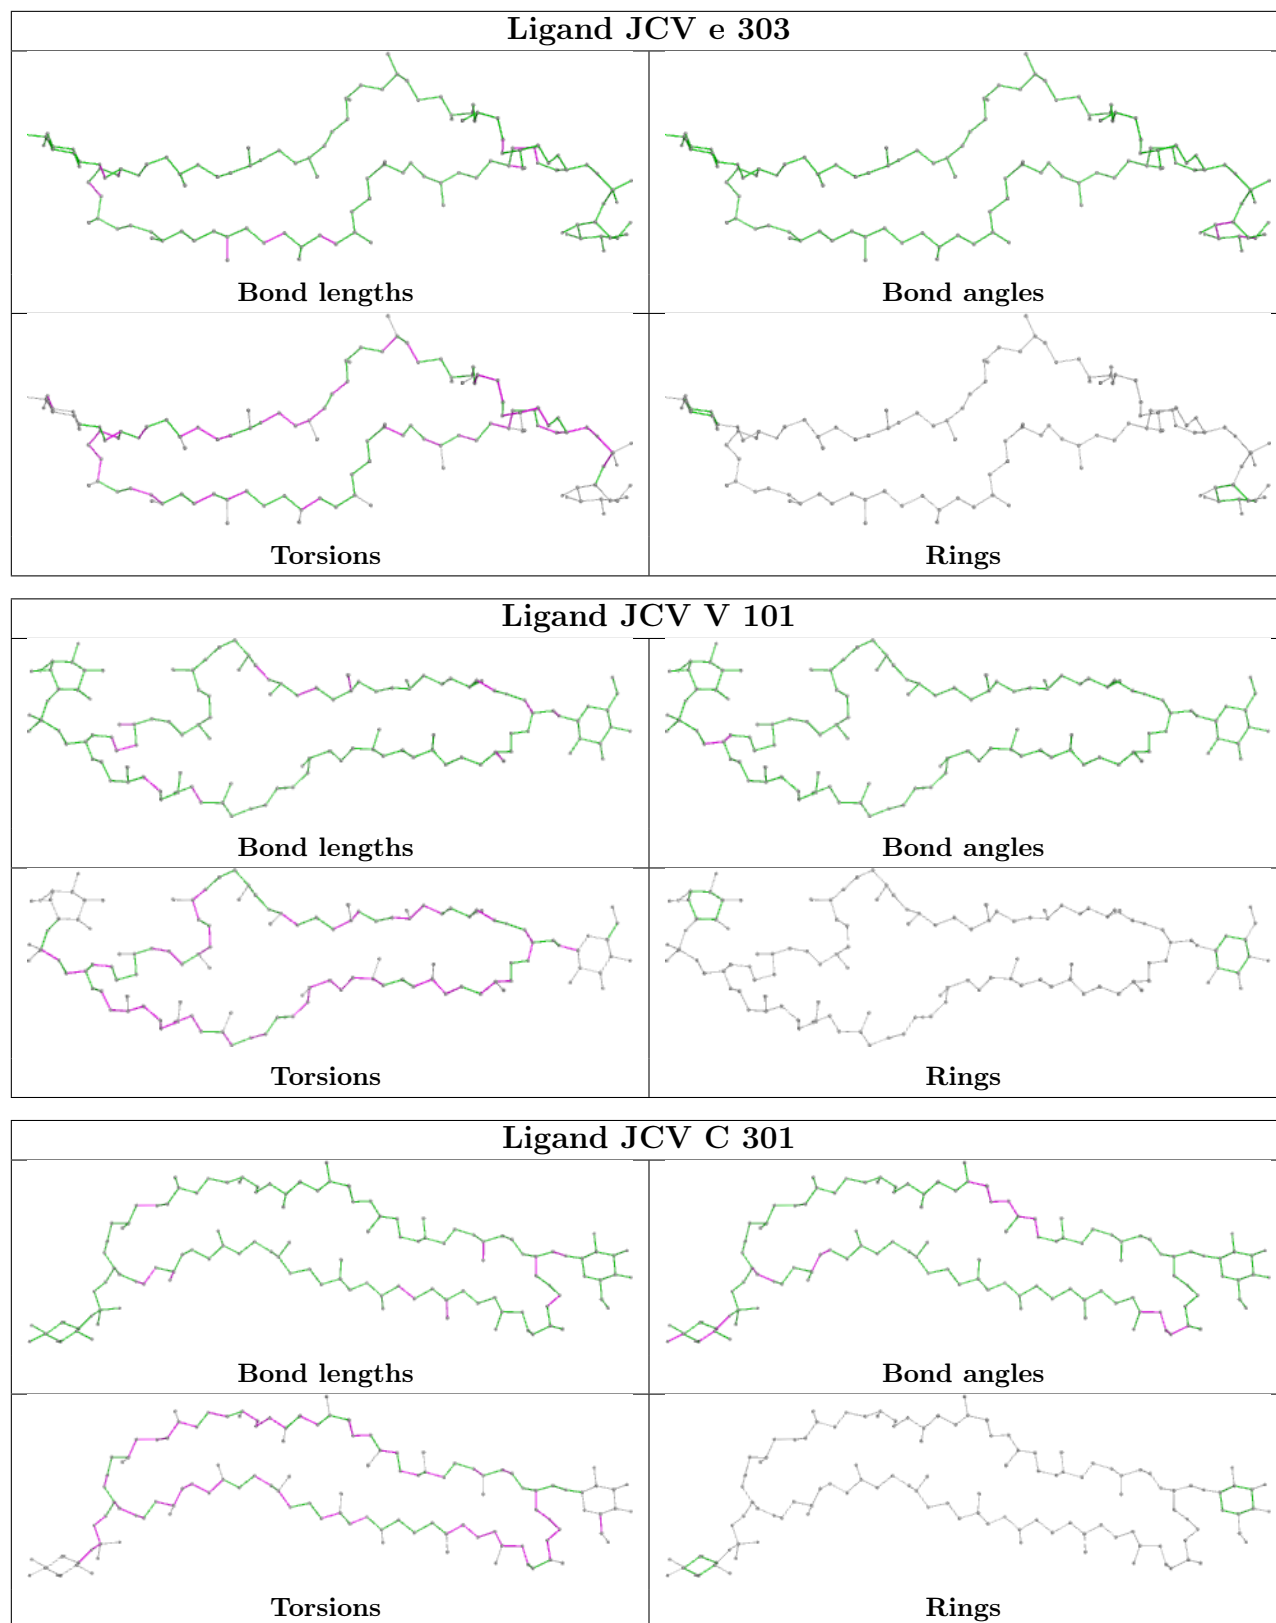 Ligand JCV e 303
Bond lengths
Bond angles
Torsions
Rings
Ligand JCV V 101
Bond lengths
Bond angles
Torsions
Rings
Ligand JCV C 301
Bond lengths
Bond angles
Torsions
Rings